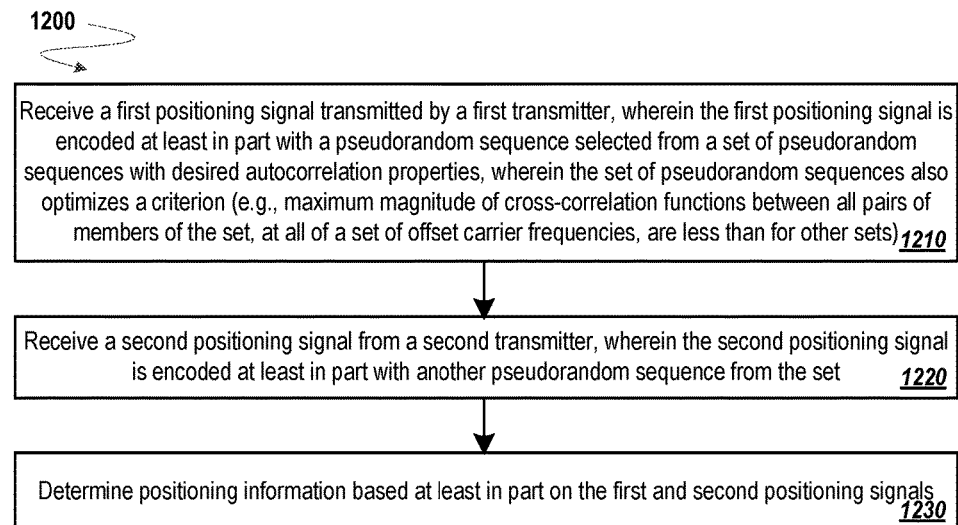 1200
Receive a first positioning signal transmitted by a first transmitter, wherein the first positioning signal is
encoded at least in part with a pseudorandom sequence selected from a set of pseudorandom
sequences with desired autocorrelation properties, wherein the set of pseudorandom sequences also
optimizes a criterion (e.g., maximum magnitude of cross-correlation functions between all pairs of
members of the set, at all of a set of offset carrier frequencies, are less than for other sets) 1210
Receive a second positioning signal from a second transmitter, wherein the second positioning signal
is encoded at least in part with another pseudorandom sequence from the set 1220
Determine positioning information based at least in part on the first and second positioning signals
1230